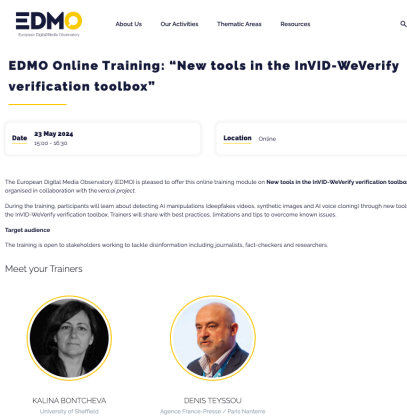 EDMO
European Digital Media Observatory
About Us
Our Activities
Thematic Areas
Resources
EDMO Online Training: “New tools in the InVID-WeVerify
verification toolbox”
Date
23 May 2024
15:00 - 16:30
Location
Online
The European Digital Media Observatory (EDMO) is pleased to offer this online training module on New tools in the InVID-WeVerify verification toolbo
organised in collaboration with the vera.ai project.
During the training, participants will learn about detecting AI manipulations (deepfakes videos, synthetic images and AI voice cloning) through new tools
the InVID-WeVerify verification toolbox. Trainers will share with best practices, limitations and tips to overcome known issues.
Target audience
The training is open to stakeholders working to tackle disinformation including journalists, fact-checkers and researchers.
Meet your Trainers
KALINA BONTCHEVA
University of Sheffield
DENIS TEYSSOU
Agence France-Presse / Paris Nanterre